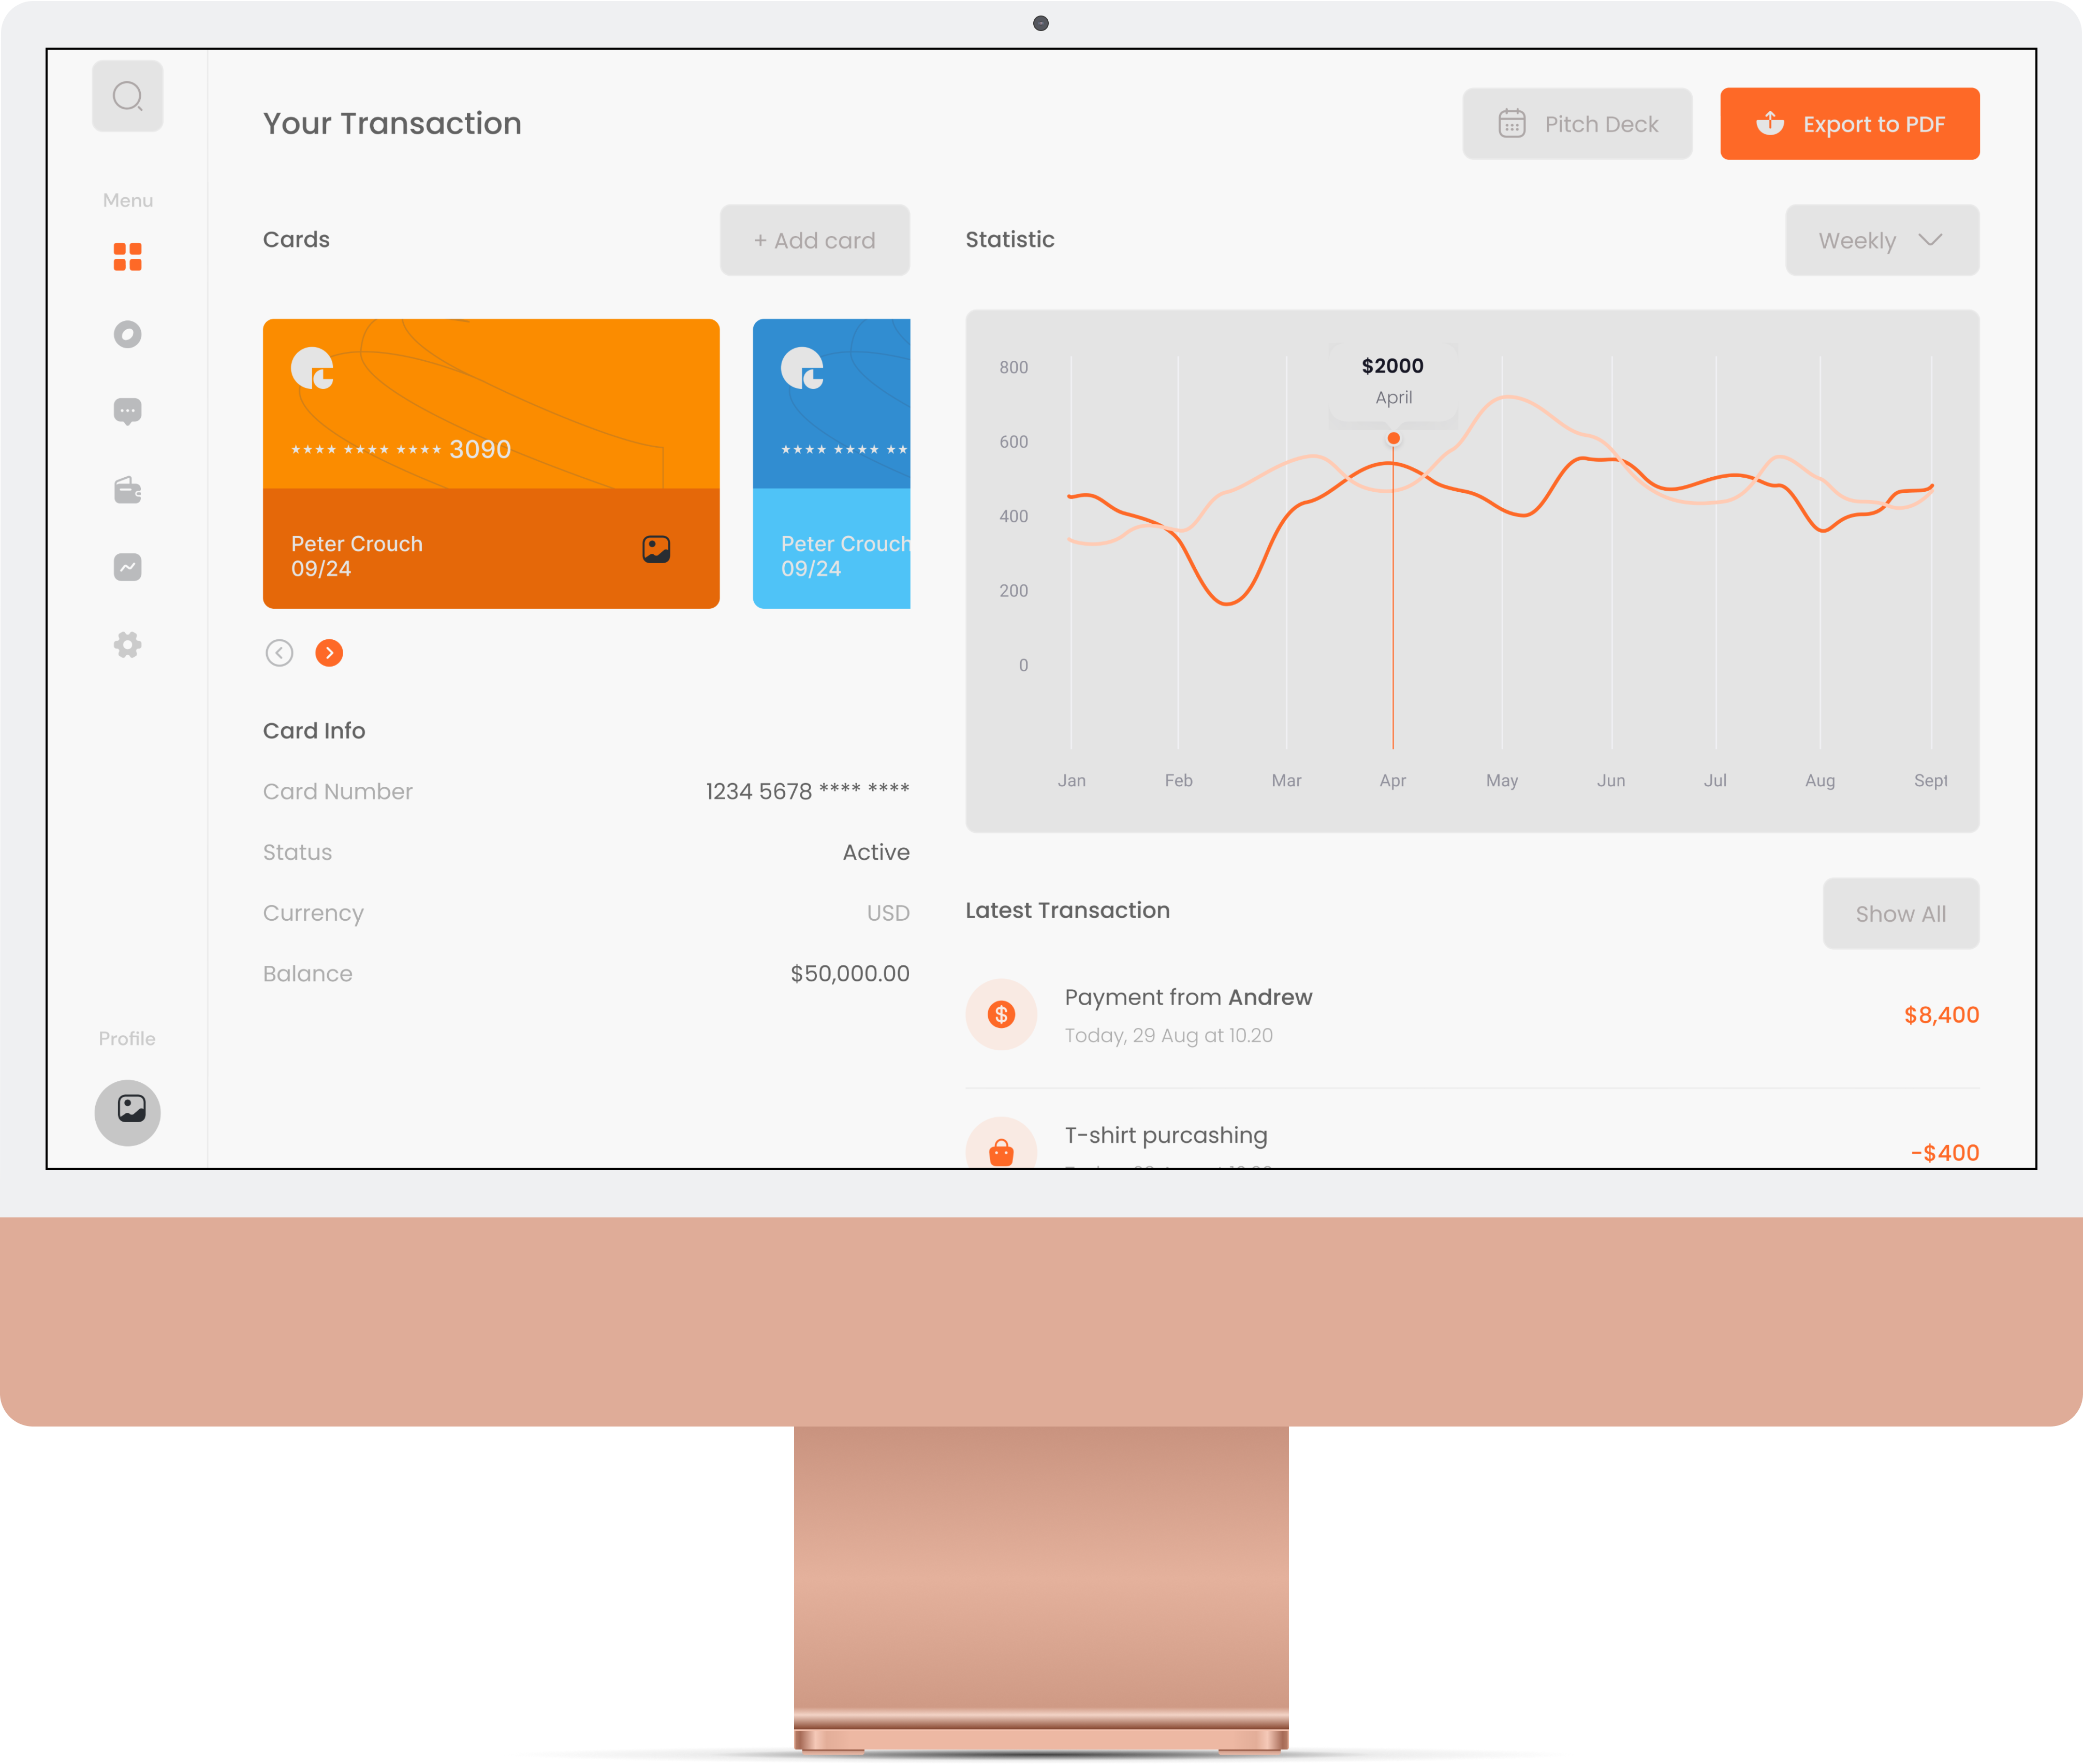 Your Transaction
Pitch Deck
Export to PDF
Menu
Cards
+ Add card
Statistic
Weekly
**** **** **** 3090
Peter Crouch
09/24
**** **** **
Peter Crouch
09/24
$2000
April
800
600
400
200
0
Jan Feb Mar Apr May Jun Jul Aug Sept
Card Info
Card Number 1234 5678 **** ****
Status Active
Currency USD
Balance $50,000.00
Latest Transaction
Show All
Payment from Andrew
Today, 29 Aug at 10.20
$8,400
T-shirt purcashing
-$400
Profile